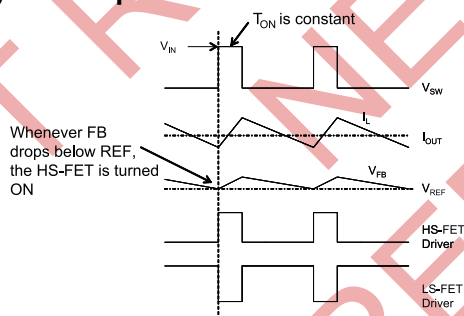 T_ON is constant
V_IN
V_SW
I_L
I_OUT
Whenever FB
drops below REF,
the HS-FET is turned
ON
V_FB
V_REF
HS-FET
Driver
LS-FET
Driver